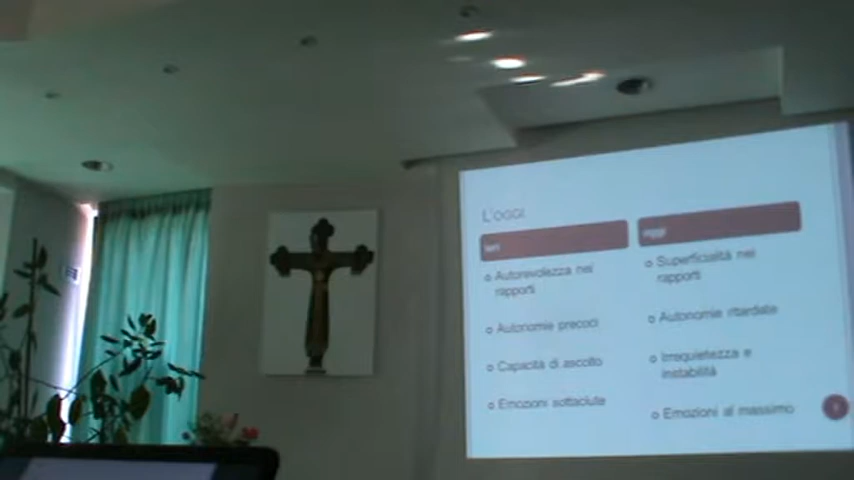 L'OGGI
ieri
oggi
Autorevolezza nei
rapporti
Autonomie precoci
Capacità di ascolto
Emozioni sottaciute
Superficialità nei
rapporti
Autonomie ritardate
Irrequietezza e
instabilità
Emozioni al massimo